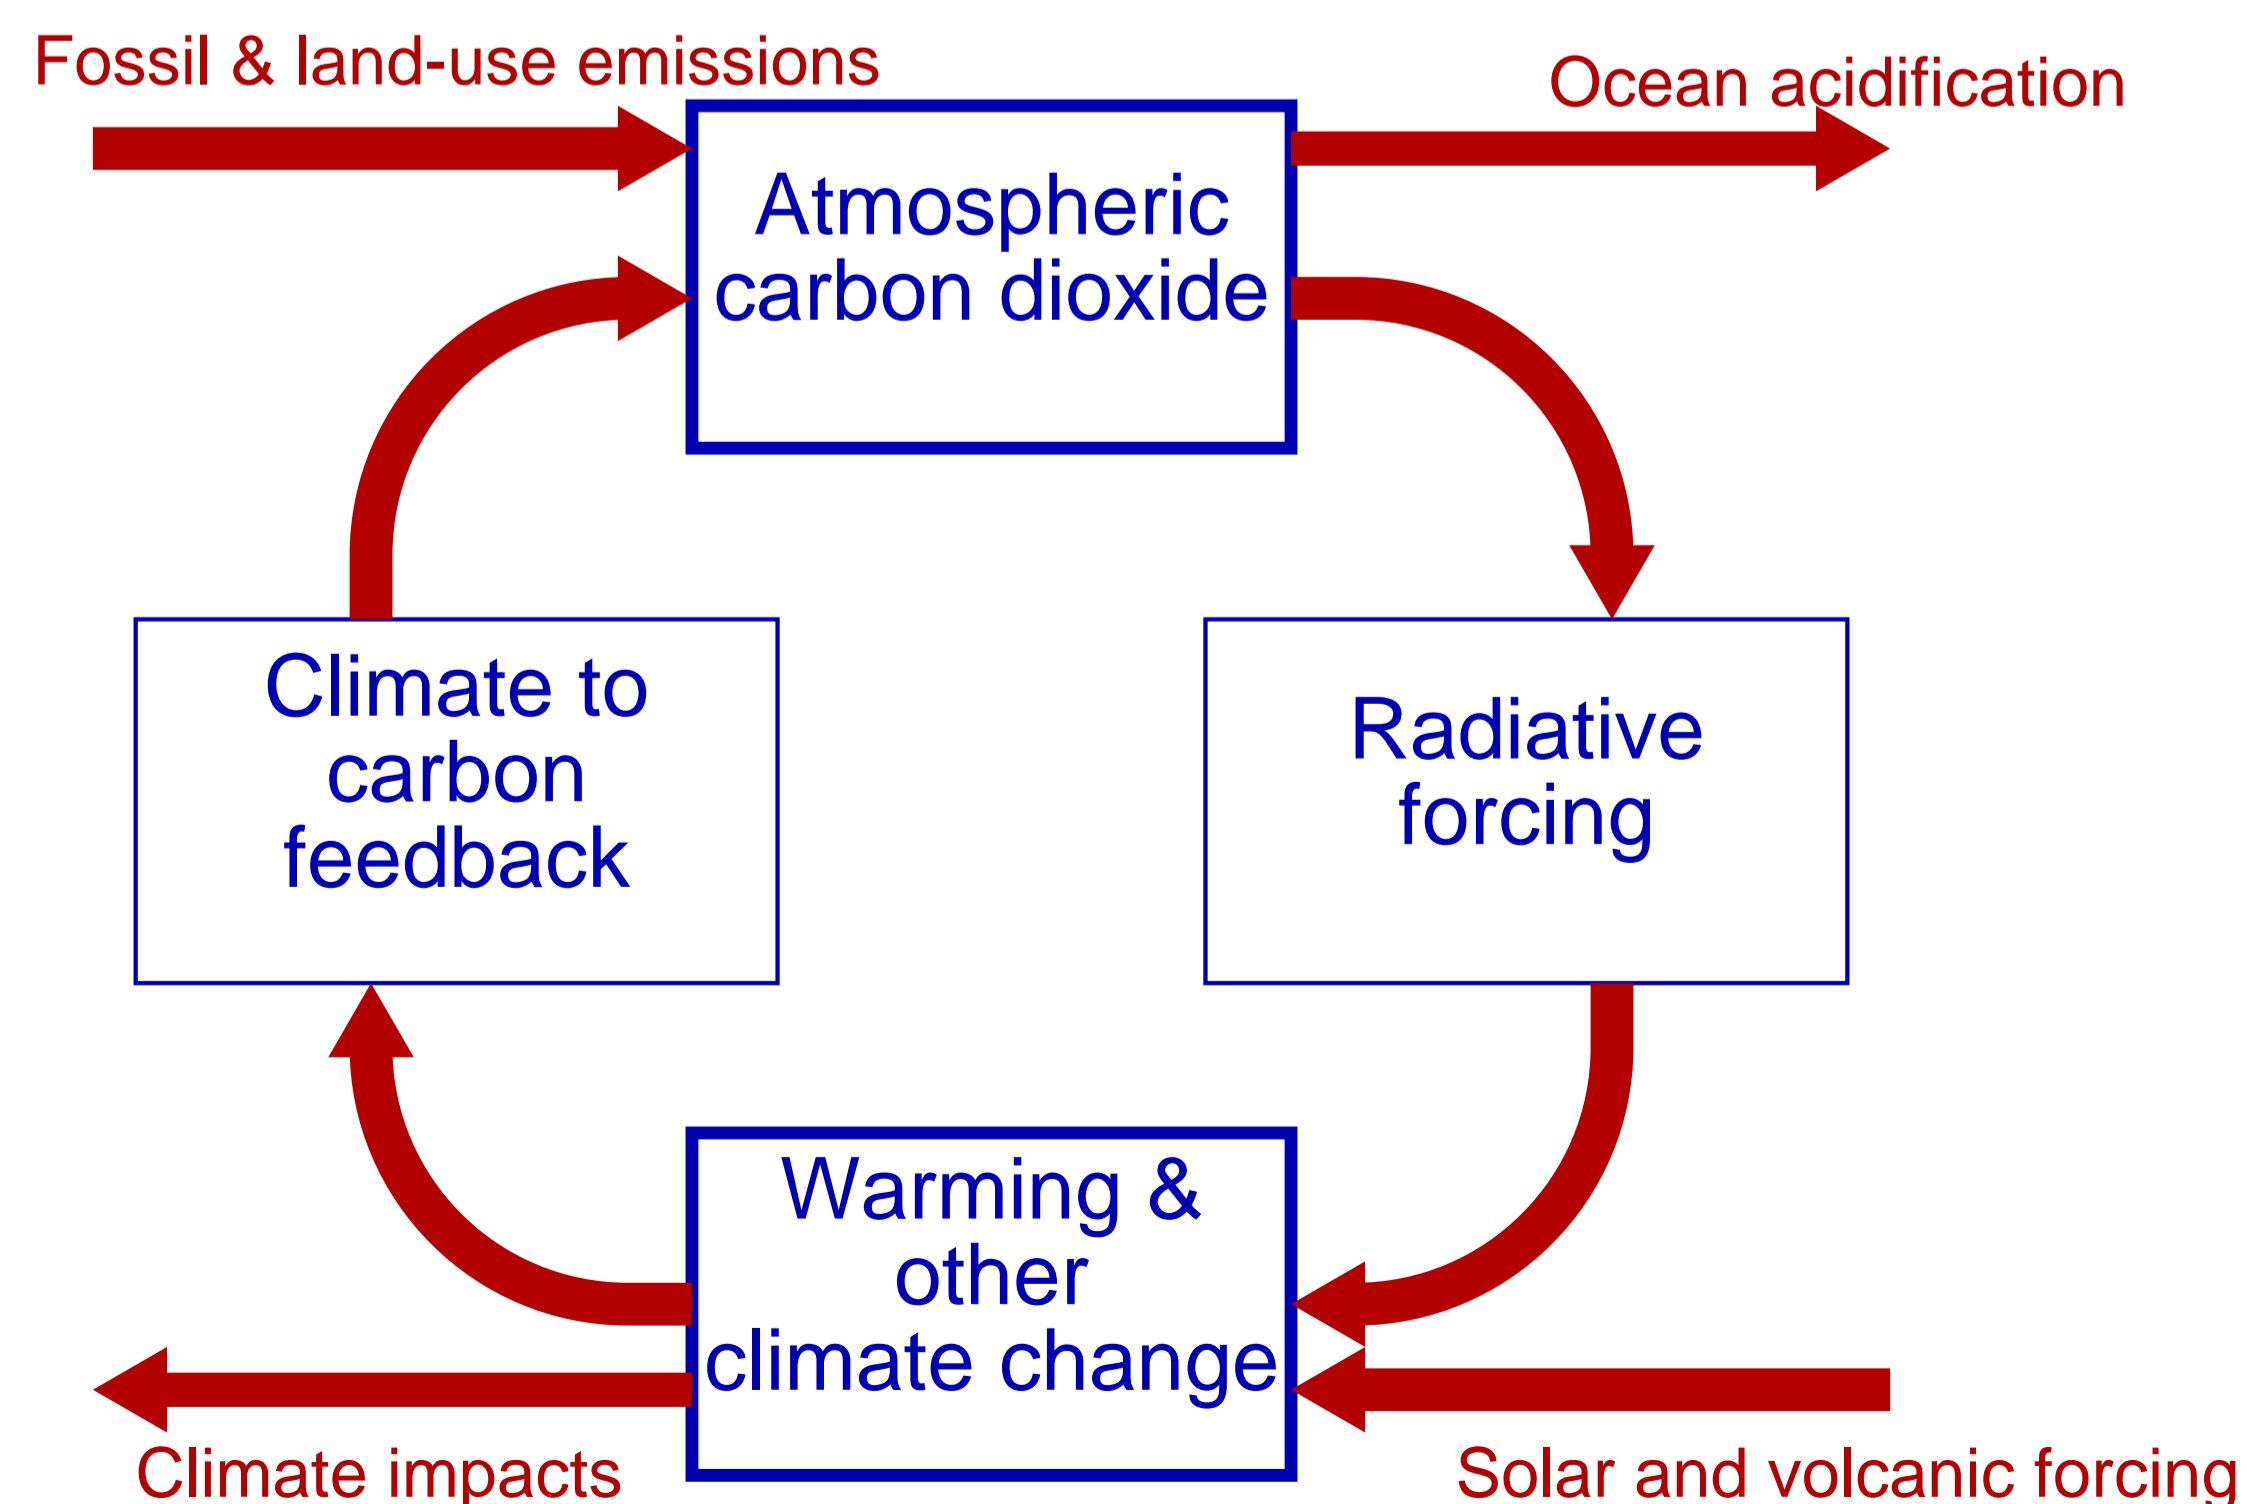 Fossil & land-use emissions
Ocean acidification
Atmospheric
carbon dioxide
Climate to
carbon
feedback
Radiative
forcing
Warming &
other
climate change
Climate impacts
Solar and volcanic forcing